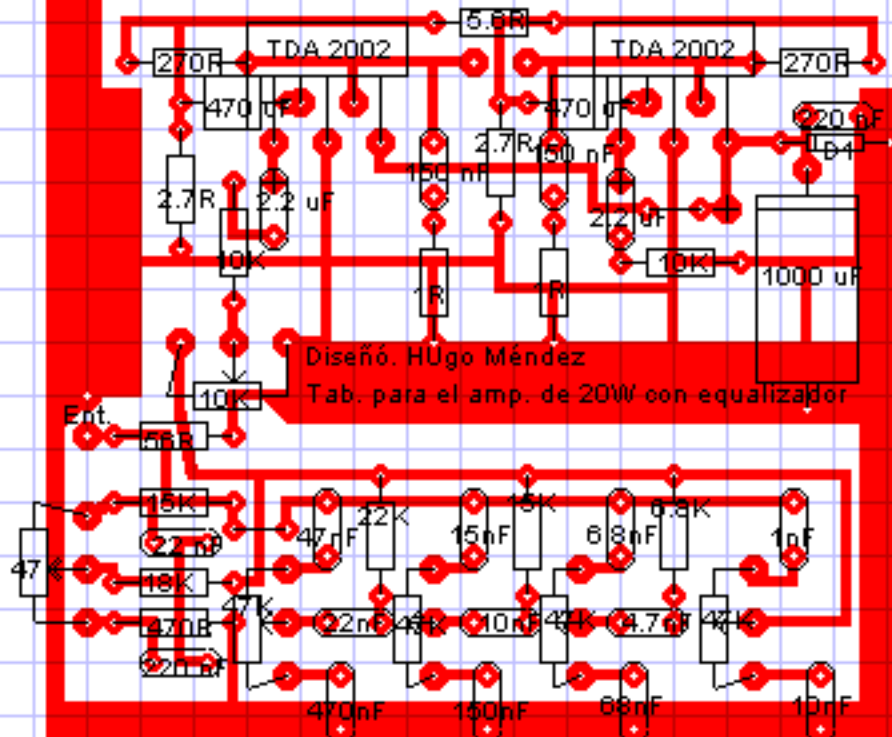 5.6R
270R
TDA 2002
TDA 2002
270R
470 uF
470 uF
220 nF
2.7R
150 nF
150 nF
D1
2.7R
2.2 uF
2.2 uF
10K
10K
1000 uF
1R
1R
Diseñó. HUgo Méndez
10K
Tab. para el amp. de 20W con equalizador
Ent.
56R
15K
22K
15K
6.8K
47nF
15nF
6.8nF
1nF
22 nF
47
18K
47K
22nF
47K
10nF
47K
4.7nF
47K
470R
220 nF
470nF
150nF
68nF
10nF